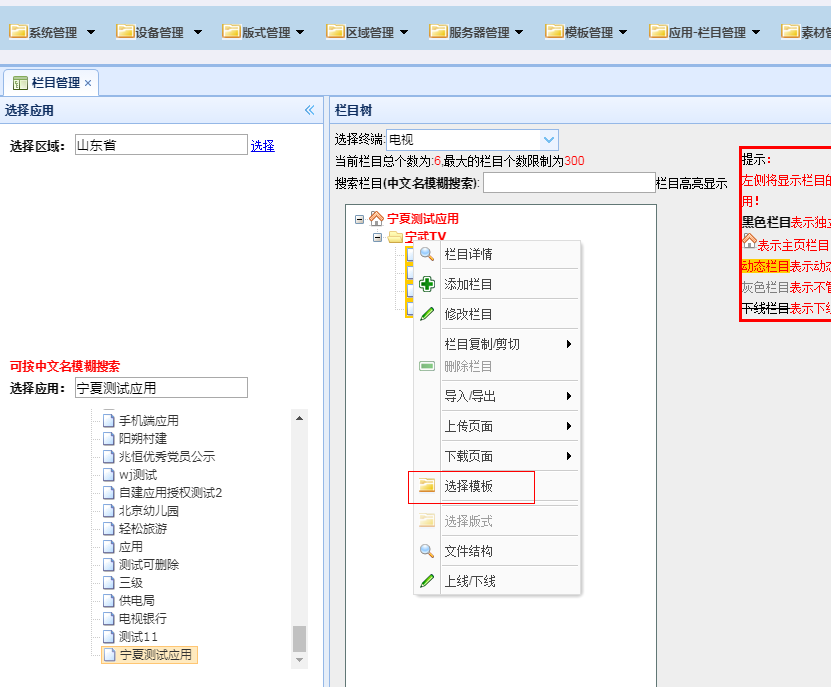 系统管理 设备管理 版式管理 区域管理 服务器管理 模板管理 应用-栏目管理 素材管
栏目管理 ×
选择应用
选择区域： 山东省 选择
可按中文名模糊搜索
选择应用： 宁夏测试应用
手机端应用
阳朔村建
兆恒优秀党员公示
wj测试
自建应用授权测试2
北京幼儿园
轻松旅游
应用
测试可删除
三级
供电局
电视银行
测试11
宁夏测试应用
栏目树
选择终端: 电视
当前栏目总个数为:6,最大的栏目个数限制为300
搜索栏目(中文名模糊搜索): 栏目高亮显示
宁夏测试应用
宁武TV
栏目详情
添加栏目
修改栏目
栏目复制/剪切
删除栏目
导入/导出
上传页面
下载页面
选择模板
选择版式
文件结构
上线/下线
提示：
左侧将显示栏目的
用！
黑色栏目表示独立
表示主页栏目
动态栏目表示动态
灰色栏目表示不管
下线栏目表示下线